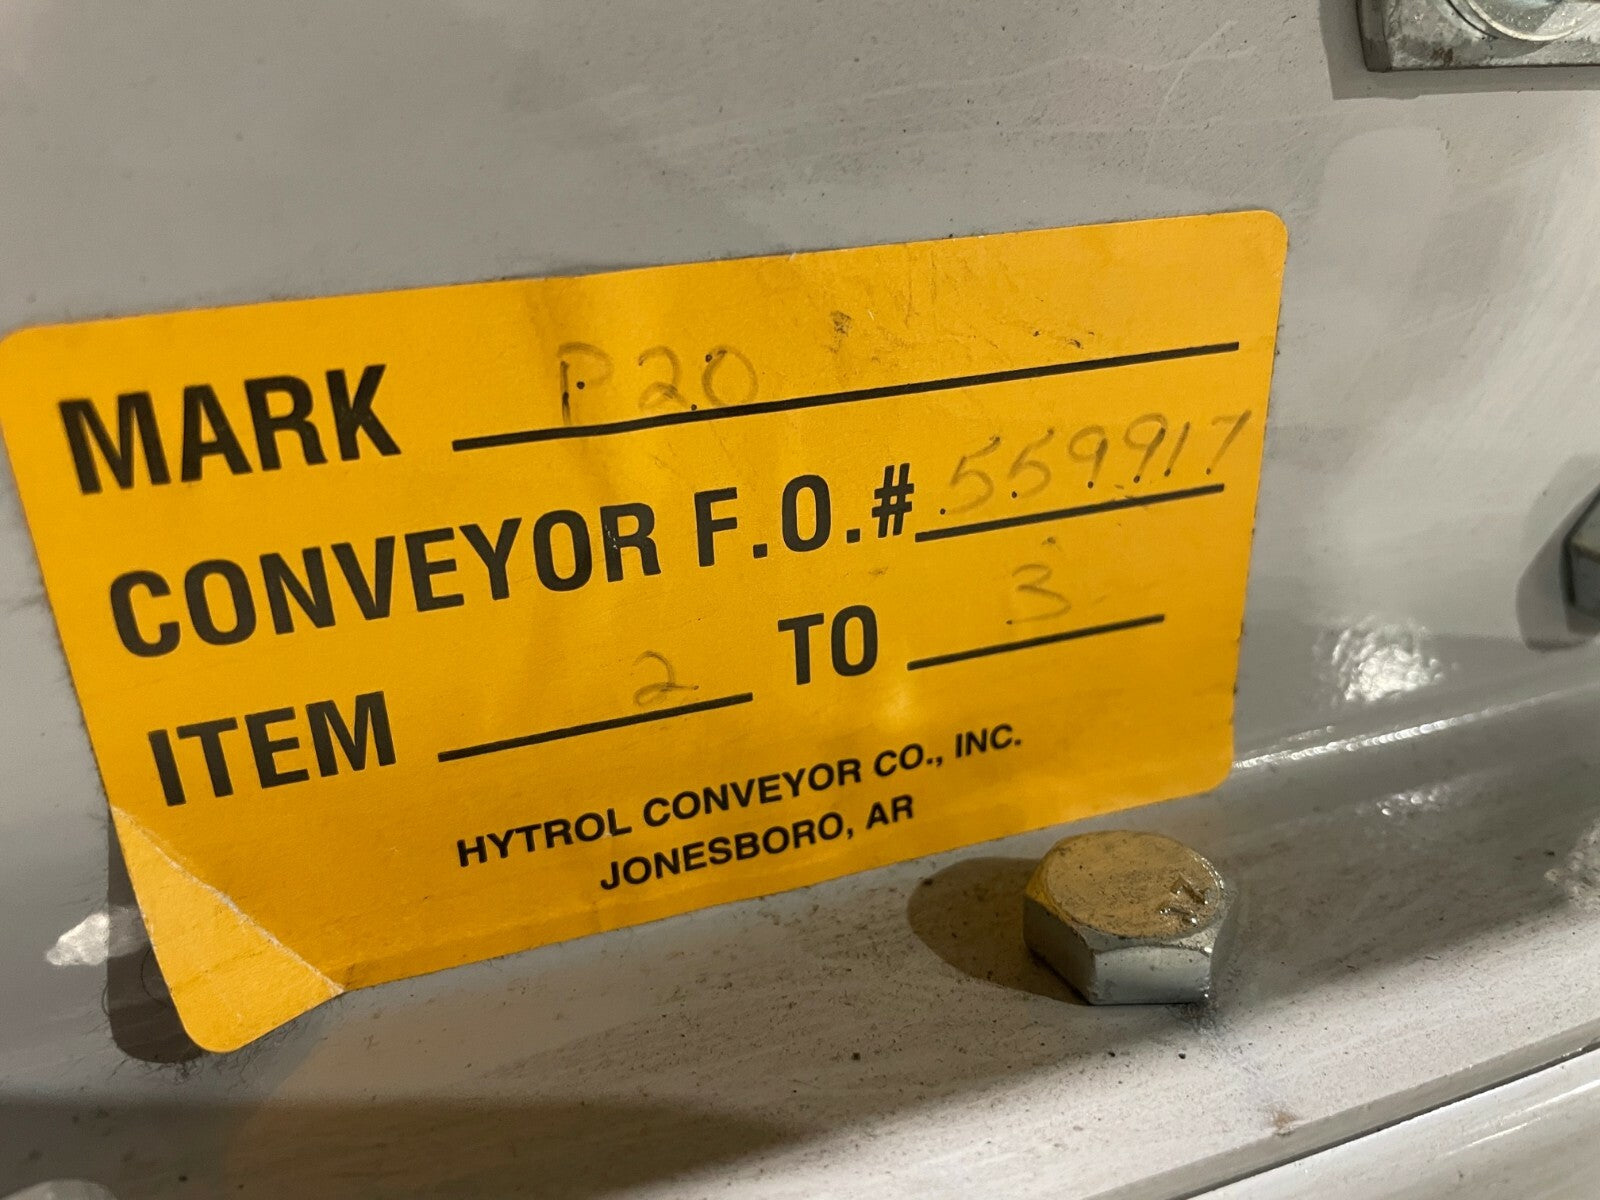 MARK P20
CONVEYOR F.O.# 559917
ITEM 2 TO 3
HYTROL CONVEYOR CO., INC.
JONESBORO, AR